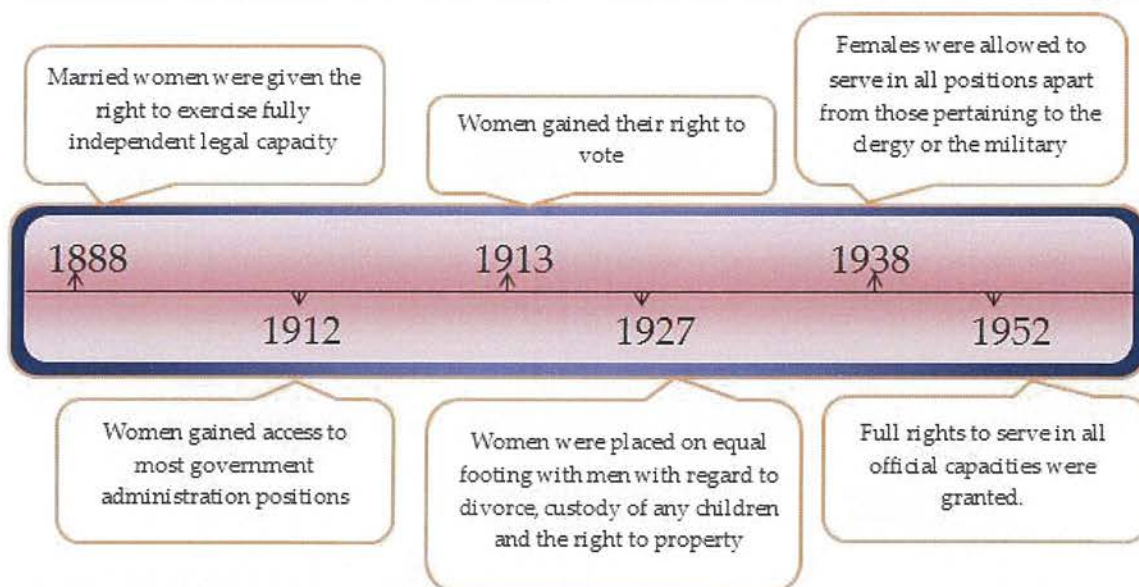 Married women were given the
right to exercise fully
independent legal capacity
Women gained their right to
vote
Females were allowed to
serve in all positions apart
from those pertaining to the
clergy or the military
1888
1913
1938
1912
1927
1952
Women gained access to
most government
administration positions
Women were placed on equal
footing with men with regard to
divorce, custody of any children
and the right to property
Full rights to serve in all
official capacities were
granted.